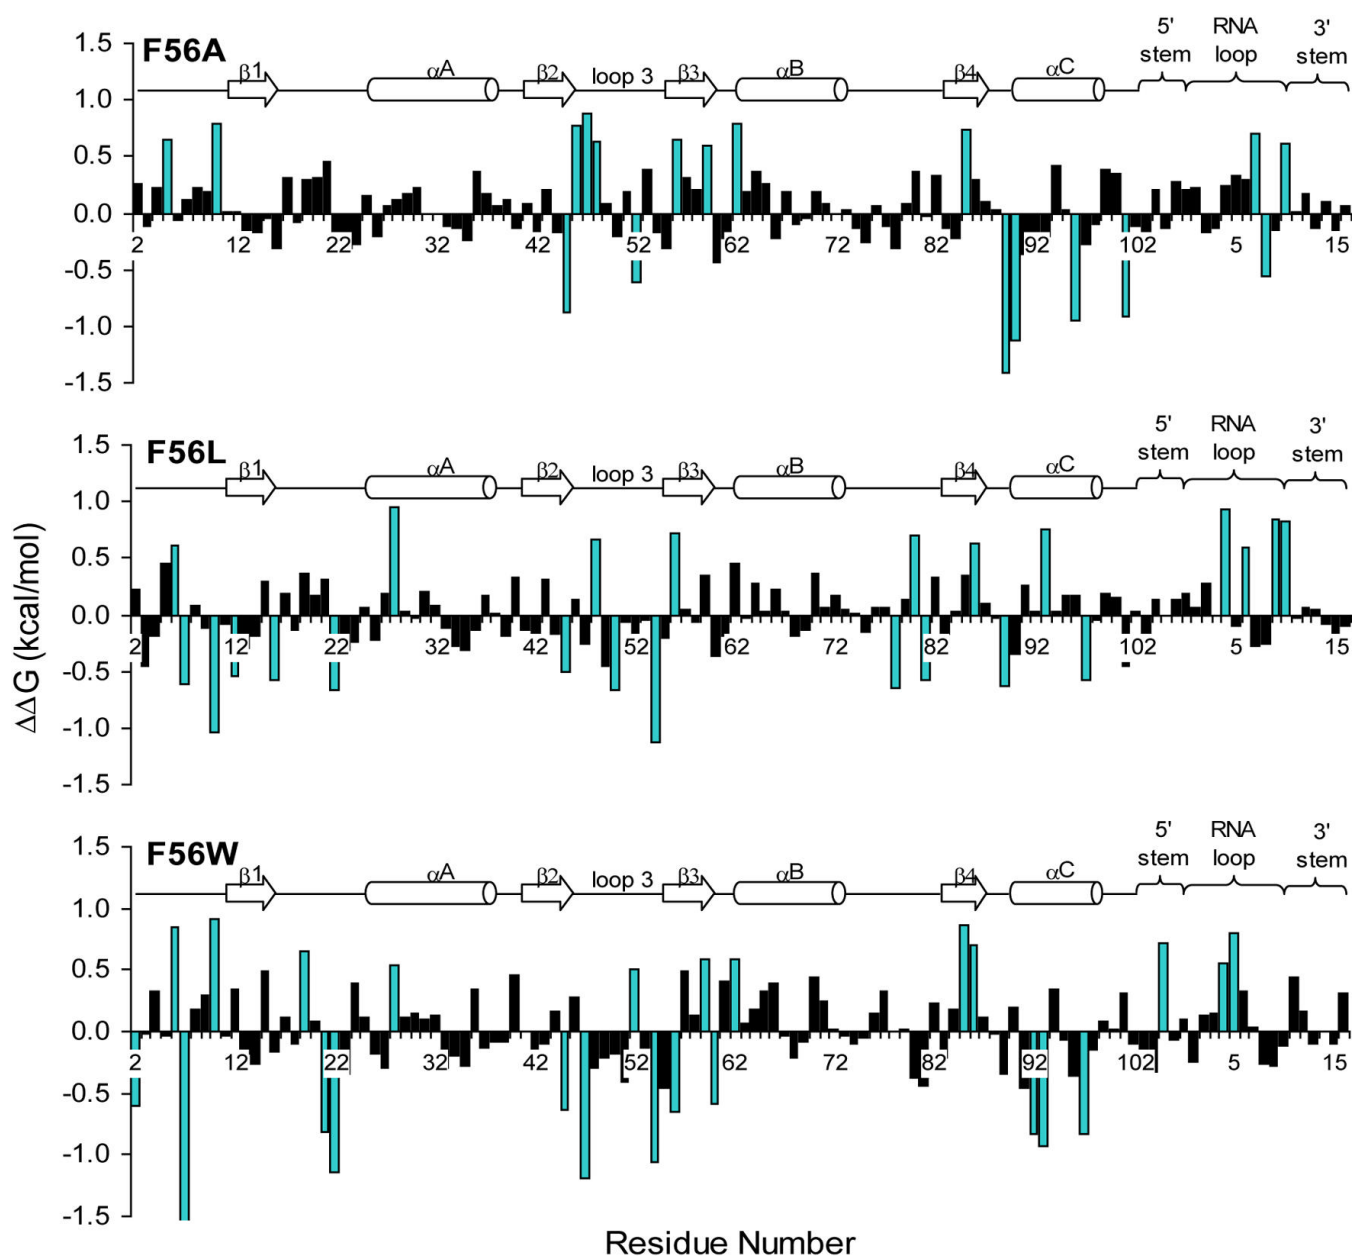 F56A
5' RNA 3'
stem loop stem
β1 αA β2 loop 3 β3 αB β4 αC
1.5
1.0
0.5
0.0
-0.5
-1.0
-1.5
2 12 22 32 42 52 62 72 82 92 102 5 15
F56L
5' RNA 3'
stem loop stem
β1 αA β2 loop 3 β3 αB β4 αC
1.5
1.0
0.5
0.0
-0.5
-1.0
-1.5
2 12 22 32 42 52 62 72 82 92 102 5 15
ΔΔG (kcal/mol)
F56W
5' RNA 3'
stem loop stem
β1 αA β2 loop 3 β3 αB β4 αC
1.5
1.0
0.5
0.0
-0.5
-1.0
-1.5
2 12 22 32 42 52 62 72 82 92 102 5 15
Residue Number